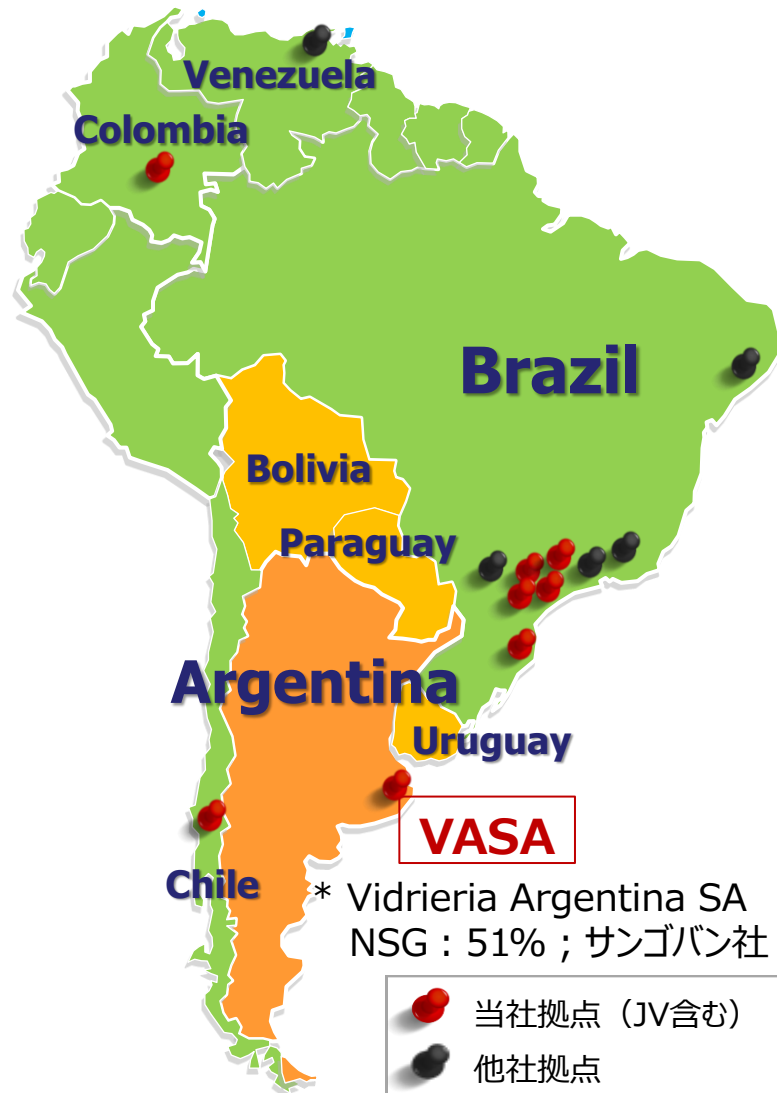 Venezuela
Colombia
Brazil
Bolivia
Paraguay
Argentina
Uruguay
VASA
Chile
* Vidrieria Argentina SA
NSG : 51% ; サンゴバン社
当社拠点（JV含む）
他社拠点